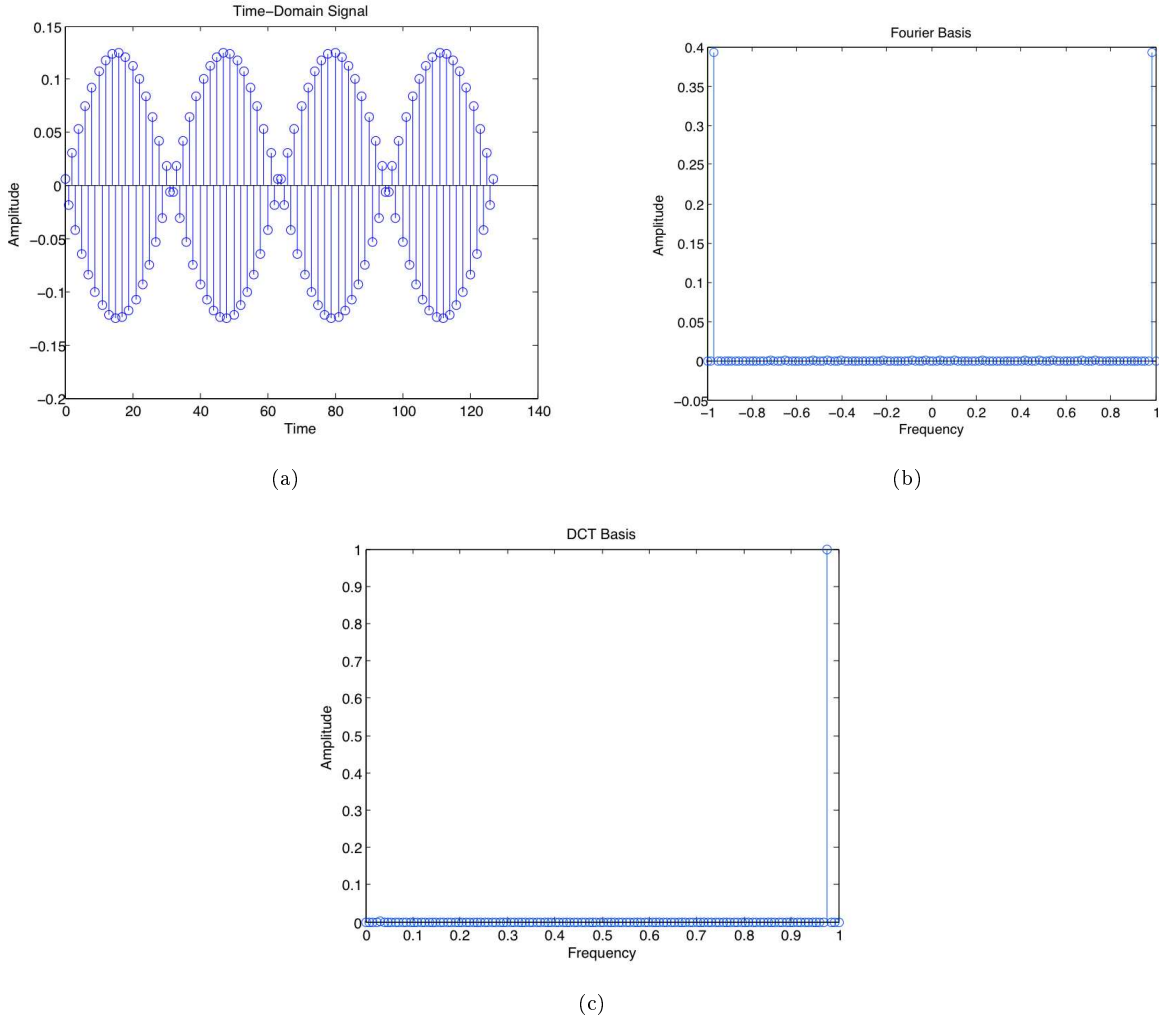 Time−Domain Signal
0.15
0.1
0.05
0
−0.05
−0.1
−0.15
−0.2
Amplitude
0 20 40 60 80 100 120 140
Time
(a)
Fourier Basis
0.4
0.35
0.3
0.25
0.2
0.15
0.1
0.05
0
−0.05
Amplitude
−1 −0.8 −0.6 −0.4 −0.2 0 0.2 0.4 0.6 0.8 1
Frequency
(b)
DCT Basis
1
0.9
0.8
0.7
0.6
0.5
0.4
0.3
0.2
0.1
0
Amplitude
0 0.1 0.2 0.3 0.4 0.5 0.6 0.7 0.8 0.9 1
Frequency
(c)